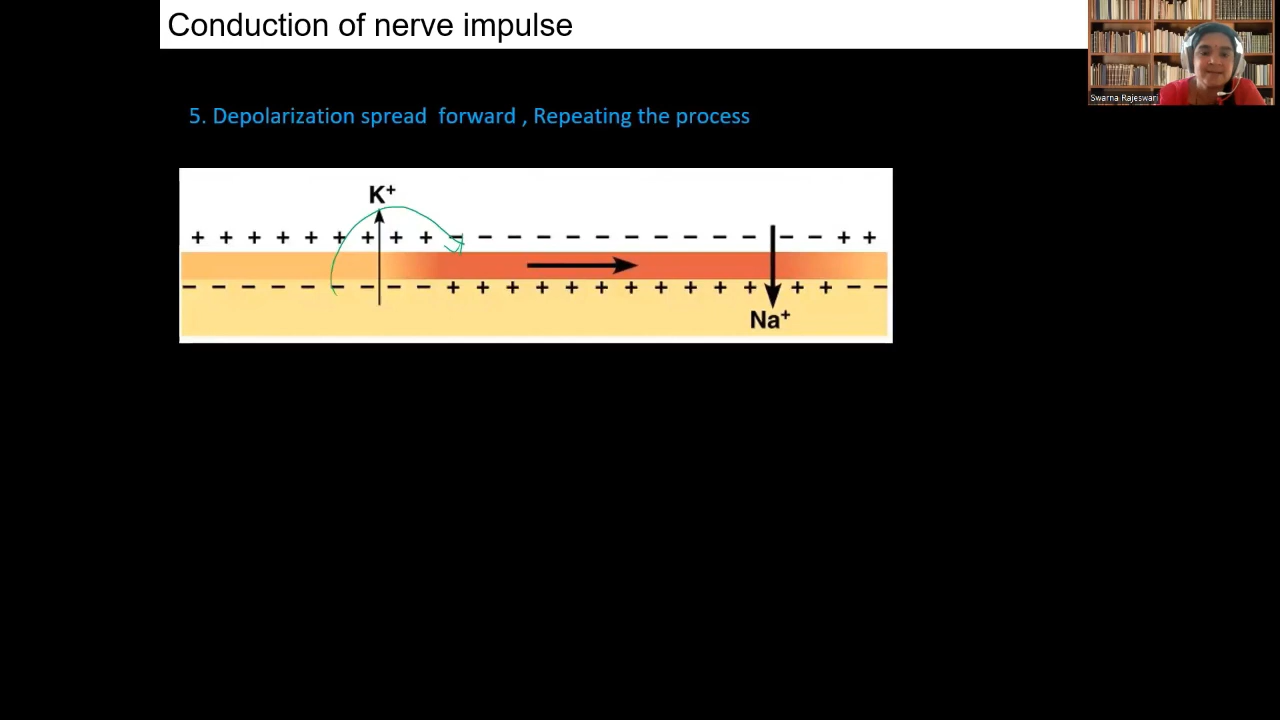 Conduction of nerve impulse
Swarna Rajeswari
5. Depolarization spread forward , Repeating the process
K+
+ + + + + + + + + - - - - - - - - - - - - - + +
- - - - - - - - - + + + + + + + + + + + + + - -
Na+